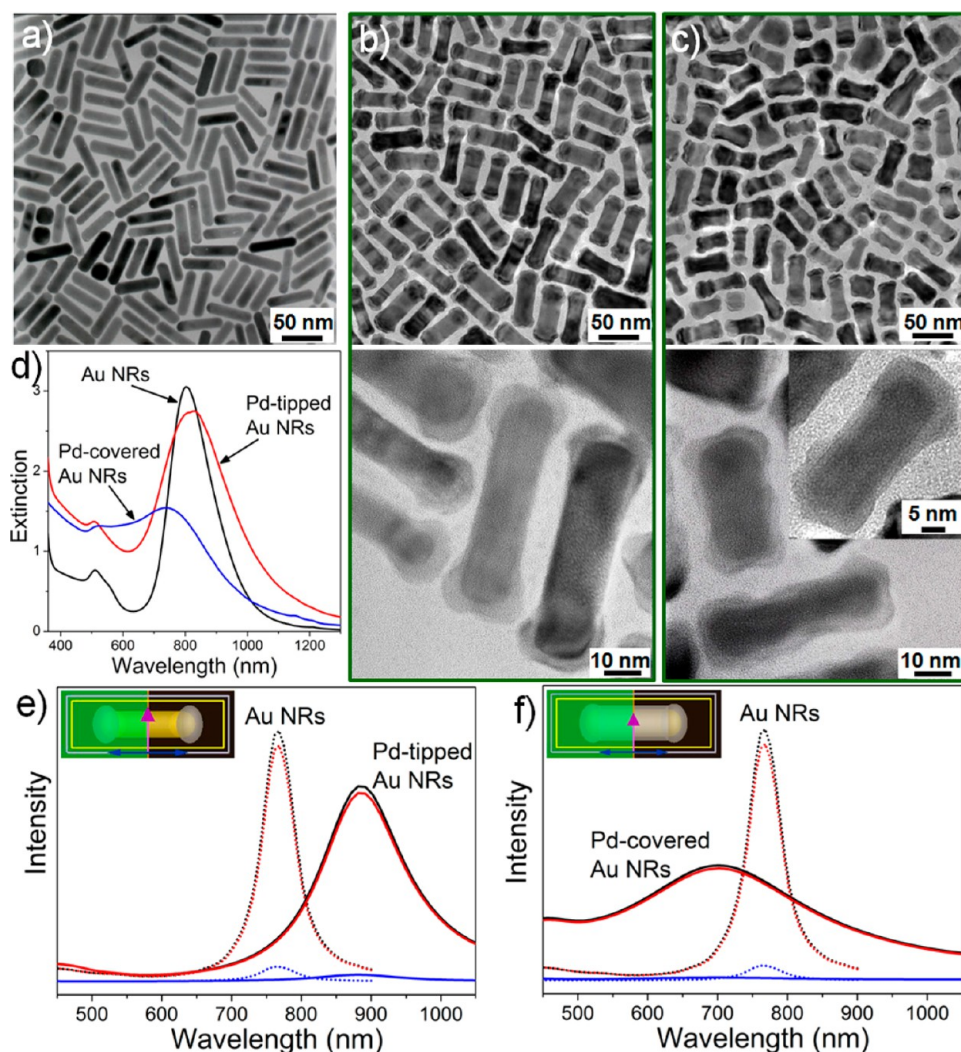 a)
50 nm
b)
50 nm
c)
50 nm
10 nm
5 nm
10 nm
d)
Au NRs
Pd-tipped
Au NRs
Pd-covered
Au NRs
Extinction
3
2
1
0
400 600 800 1000 1200
Wavelength (nm)
e)
Au NRs
Pd-tipped
Au NRs
Intensity
500 600 700 800 900 1000
Wavelength (nm)
f)
Au NRs
Pd-covered
Au NRs
Intensity
500 600 700 800 900 1000
Wavelength (nm)